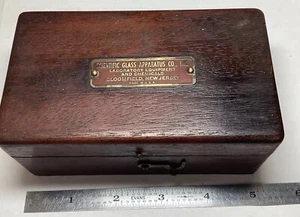 SCIENTIFIC GLASS APPARATUS CO.,
LABORATORY EQUIPMENT
AND CHEMICALS
BLOOMFIELD, NEW JERSEY
1 2 3 4 5 6